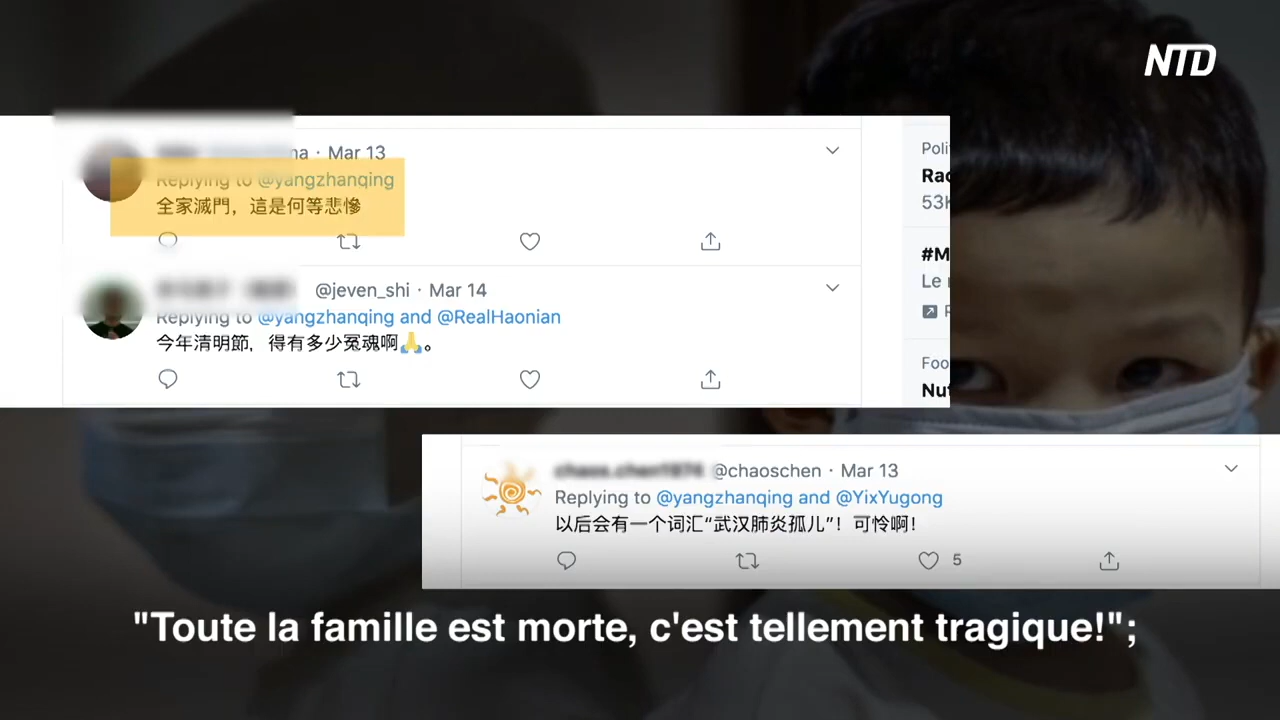 NTD
na · Mar 13
Replying to @yangzhanqing
全家滅門，這是何等悲慘
@jeven_shi · Mar 14
Replying to @yangzhanqing and @RealHaonian
今年清明節，得有多少冤魂啊🙏。
Poli
Rac
53K
#M
Le
Foo
Nut
@chaoschen · Mar 13
Replying to @yangzhanqing and @YixYugong
以后会有一个词汇“武汉肺炎孤儿”！可怜啊！
5
"Toute la famille est morte, c'est tellement tragique!";